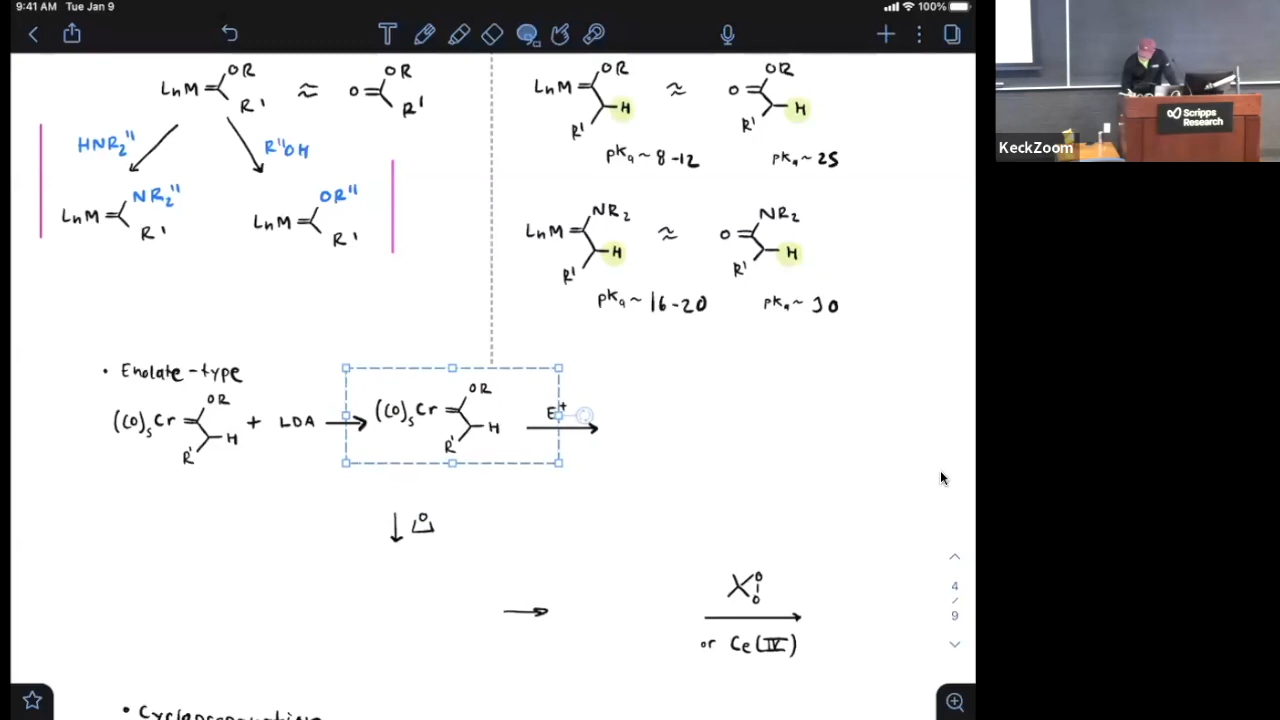 9:41 AM Tue Jan 9
100%
LnM OR R' ≈ O OR R'
HNR2'' R''OH
LnM NR2'' R'
LnM OR'' R'
LnM OR H R' ≈ O OR H R'
pKa ~ 8-12 pKa ~ 25
LnM NR2 H R' ≈ O NR2 H R'
pKa ~ 16-20 pKa ~ 30
• Enolate-type
(CO)5Cr OR H R' + LDA → (CO)5Cr OR H R' E+ →
↓ O
→
O O
or Ce(IV)
• Cyclopropanation
4
/
9
Scripps
Research
KeckZoom